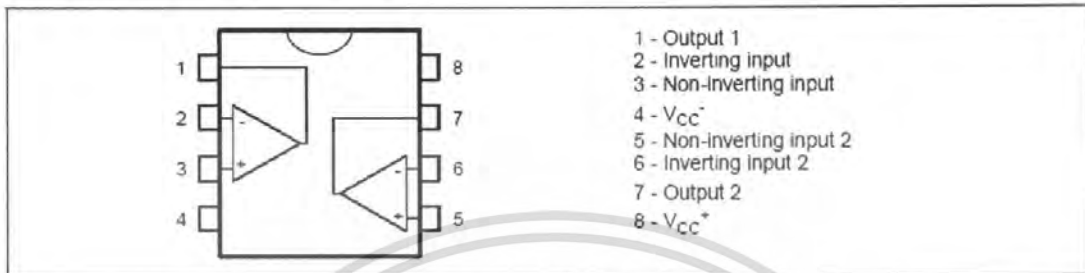 1
2
3
4
-
+
8
7
6
5
-
+
1 - Output 1
2 - Inverting input
3 - Non-inverting input
4 - VCC-
5 - Non-inverting input 2
6 - Inverting input 2
7 - Output 2
8 - VCC+